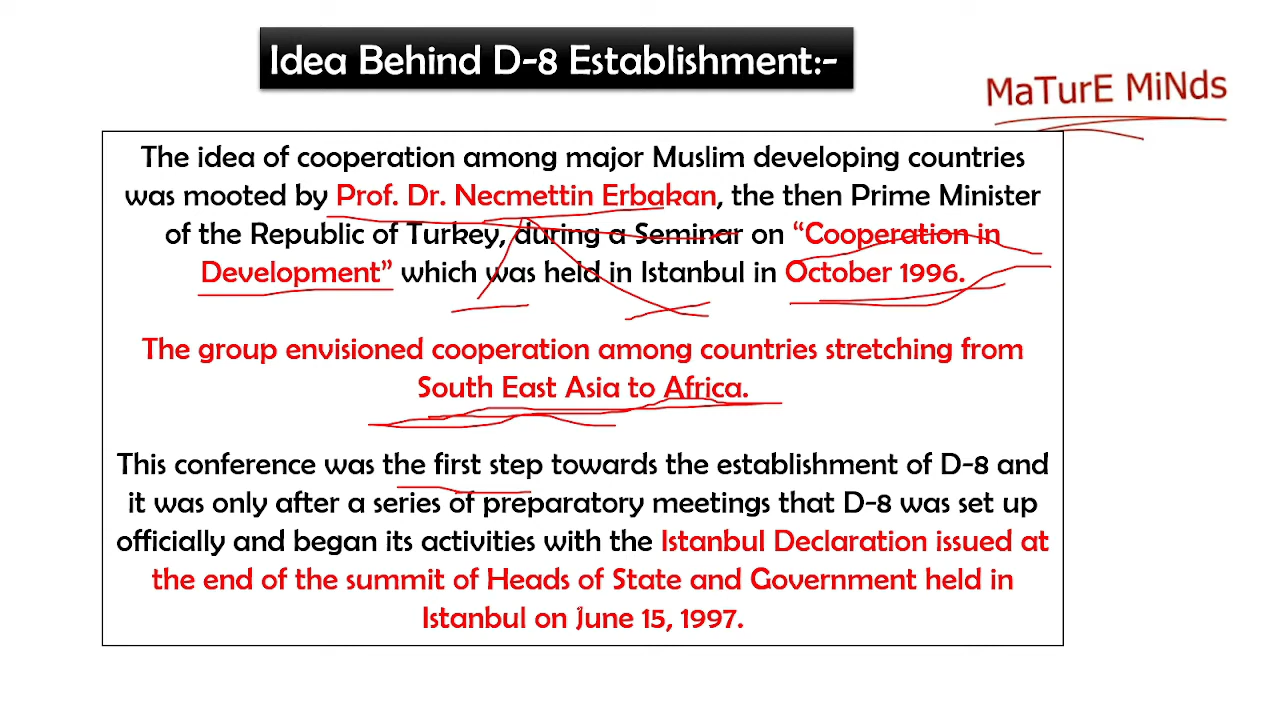 Idea Behind D-8 Establishment:-
MaTurE MiNds
The idea of cooperation among major Muslim developing countries
was mooted by Prof. Dr. Necmettin Erbakan, the then Prime Minister
of the Republic of Turkey, during a Seminar on “Cooperation in
Development” which was held in Istanbul in October 1996.
The group envisioned cooperation among countries stretching from
South East Asia to Africa.
This conference was the first step towards the establishment of D-8 and
it was only after a series of preparatory meetings that D-8 was set up
officially and began its activities with the Istanbul Declaration issued at
the end of the summit of Heads of State and Government held in
Istanbul on June 15, 1997.